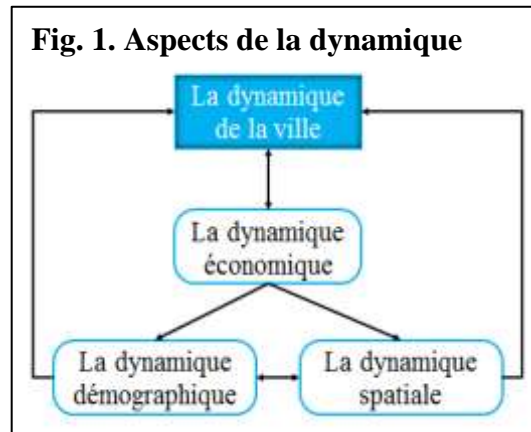 Fig. 1. Aspects de la dynamique
La dynamique
de la ville
La dynamique
économique
La dynamique
démographique
La dynamique
spatiale